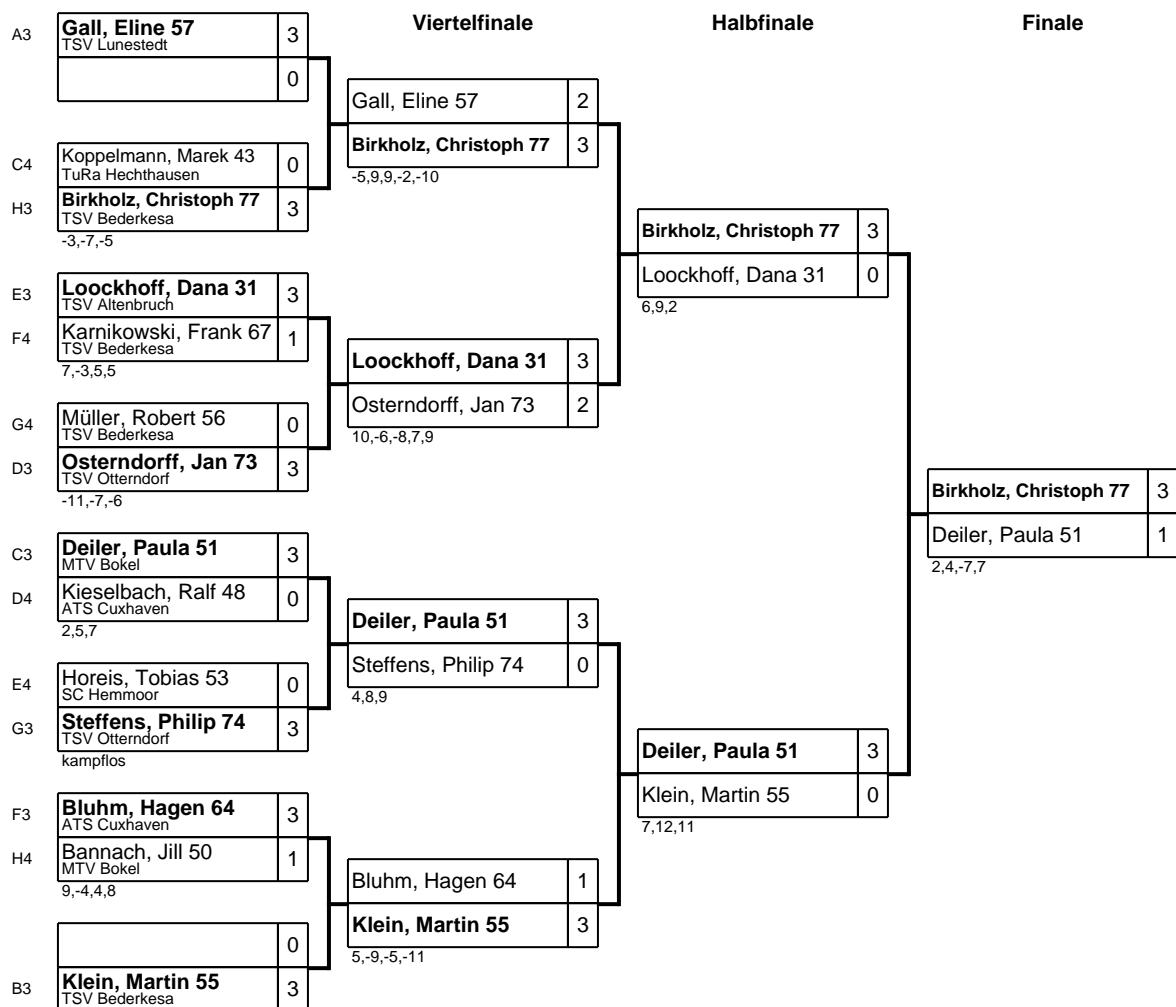 Viertelfinale
Halbfinale
Finale
A3
Gall, Eline 57
TSV Lunestedt
3
0
C4
Koppelmann, Marek 43
TuRa Hechthausen
0
H3
Birkholz, Christoph 77
TSV Bederkesa
3
-3,-7,-5
E3
Loockhoff, Dana 31
TSV Altenbruch
3
F4
Karnikowski, Frank 67
TSV Bederkesa
1
7,-3,5,5
G4
Müller, Robert 56
TSV Bederkesa
0
D3
Osterndorff, Jan 73
TSV Otterndorf
3
-11,-7,-6
C3
Deiler, Paula 51
MTV Bokel
3
D4
Kieselbach, Ralf 48
ATS Cuxhaven
0
2,5,7
E4
Horeis, Tobias 53
SC Hemmoor
0
G3
Steffens, Philip 74
TSV Otterndorf
3
kampflos
F3
Bluhm, Hagen 64
ATS Cuxhaven
3
H4
Bannach, Jill 50
MTV Bokel
1
9,-4,4,8
0
B3
Klein, Martin 55
TSV Bederkesa
3
Gall, Eline 57
2
Birkholz, Christoph 77
3
-5,9,9,-2,-10
Loockhoff, Dana 31
3
Osterndorff, Jan 73
2
10,-6,-8,7,9
Deiler, Paula 51
3
Steffens, Philip 74
0
4,8,9
Bluhm, Hagen 64
1
Klein, Martin 55
3
5,-9,-5,-11
Birkholz, Christoph 77
3
Loockhoff, Dana 31
0
6,9,2
Deiler, Paula 51
3
Klein, Martin 55
0
7,12,11
Birkholz, Christoph 77
3
Deiler, Paula 51
1
2,4,-7,7